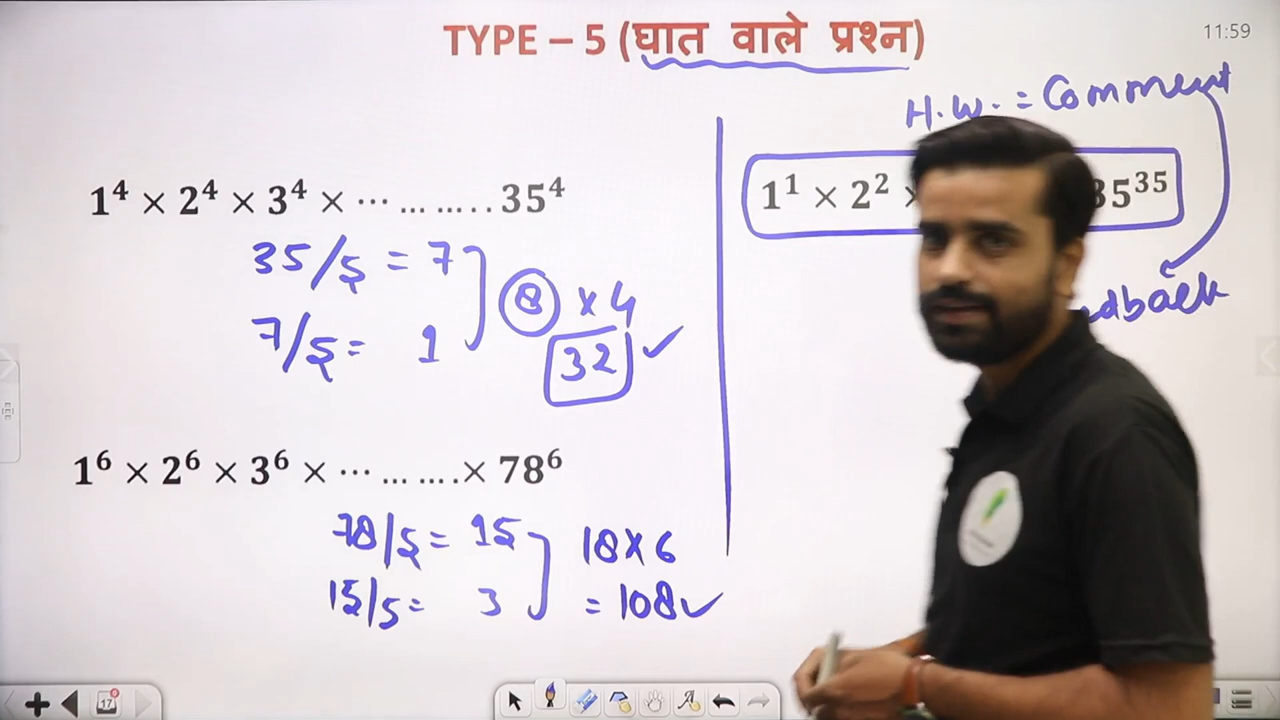 TYPE – 5 (घात वाले प्रश्न)
11:59
H.W. = Comment
1⁴ × 2⁴ × 3⁴ × ⋯ ... ..... . 35⁴
35/5 = 7
7/5 = 1
8 × 4
32 ✓
1¹ × 2² × 35³⁵
1⁶ × 2⁶ × 3⁶ × ⋯ ... ... . × 78⁶
78/5 = 15
15/5 = 3
18 × 6
= 108 ✓
17